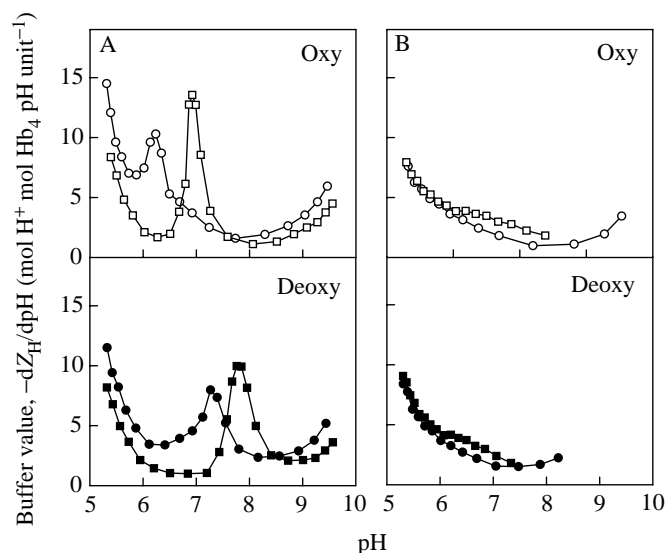 Buffer value, –dZH/dpH (mol H+ mol Hb4 pH unit–1)
A
Oxy
15
10
5
0
B
Oxy
Deoxy
15
10
5
0
5 6 7 8 9 10
Deoxy
5 6 7 8 9 10
pH